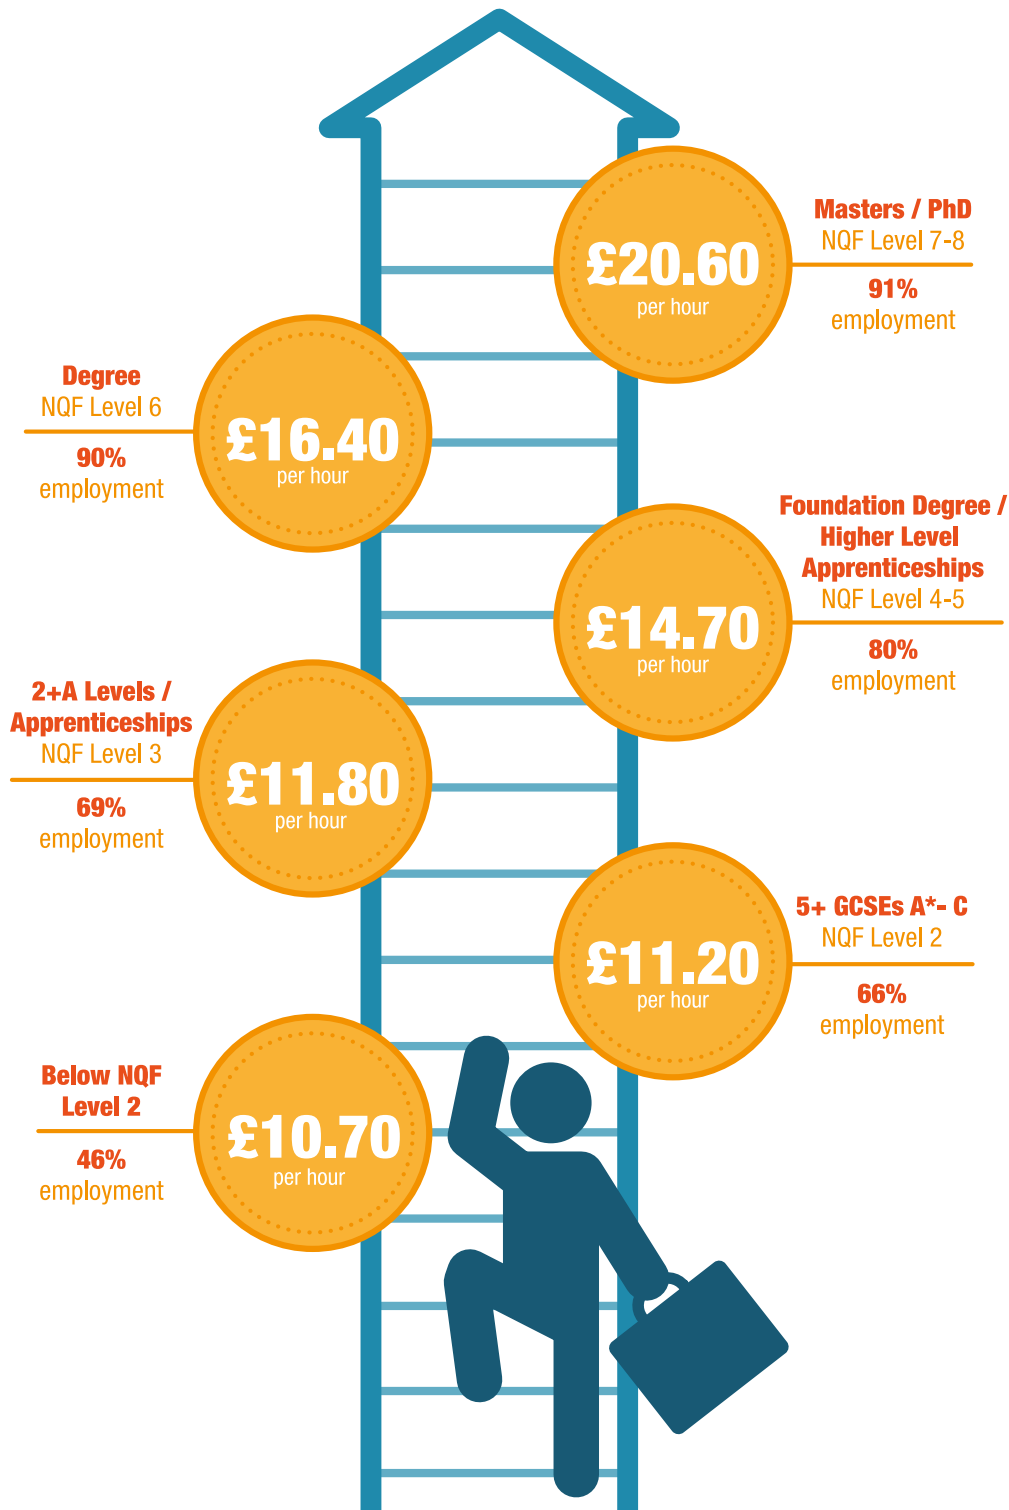 £20.60
per hour
Masters / PhD
NQF Level 7-8
91%
employment
Degree
NQF Level 6
90%
employment
£16.40
per hour
Foundation Degree /
Higher Level
Apprenticeships
NQF Level 4-5
80%
employment
£14.70
per hour
2+A Levels /
Apprenticeships
NQF Level 3
69%
employment
£11.80
per hour
5+ GCSEs A*- C
NQF Level 2
66%
employment
£11.20
per hour
Below NQF
Level 2
46%
employment
£10.70
per hour